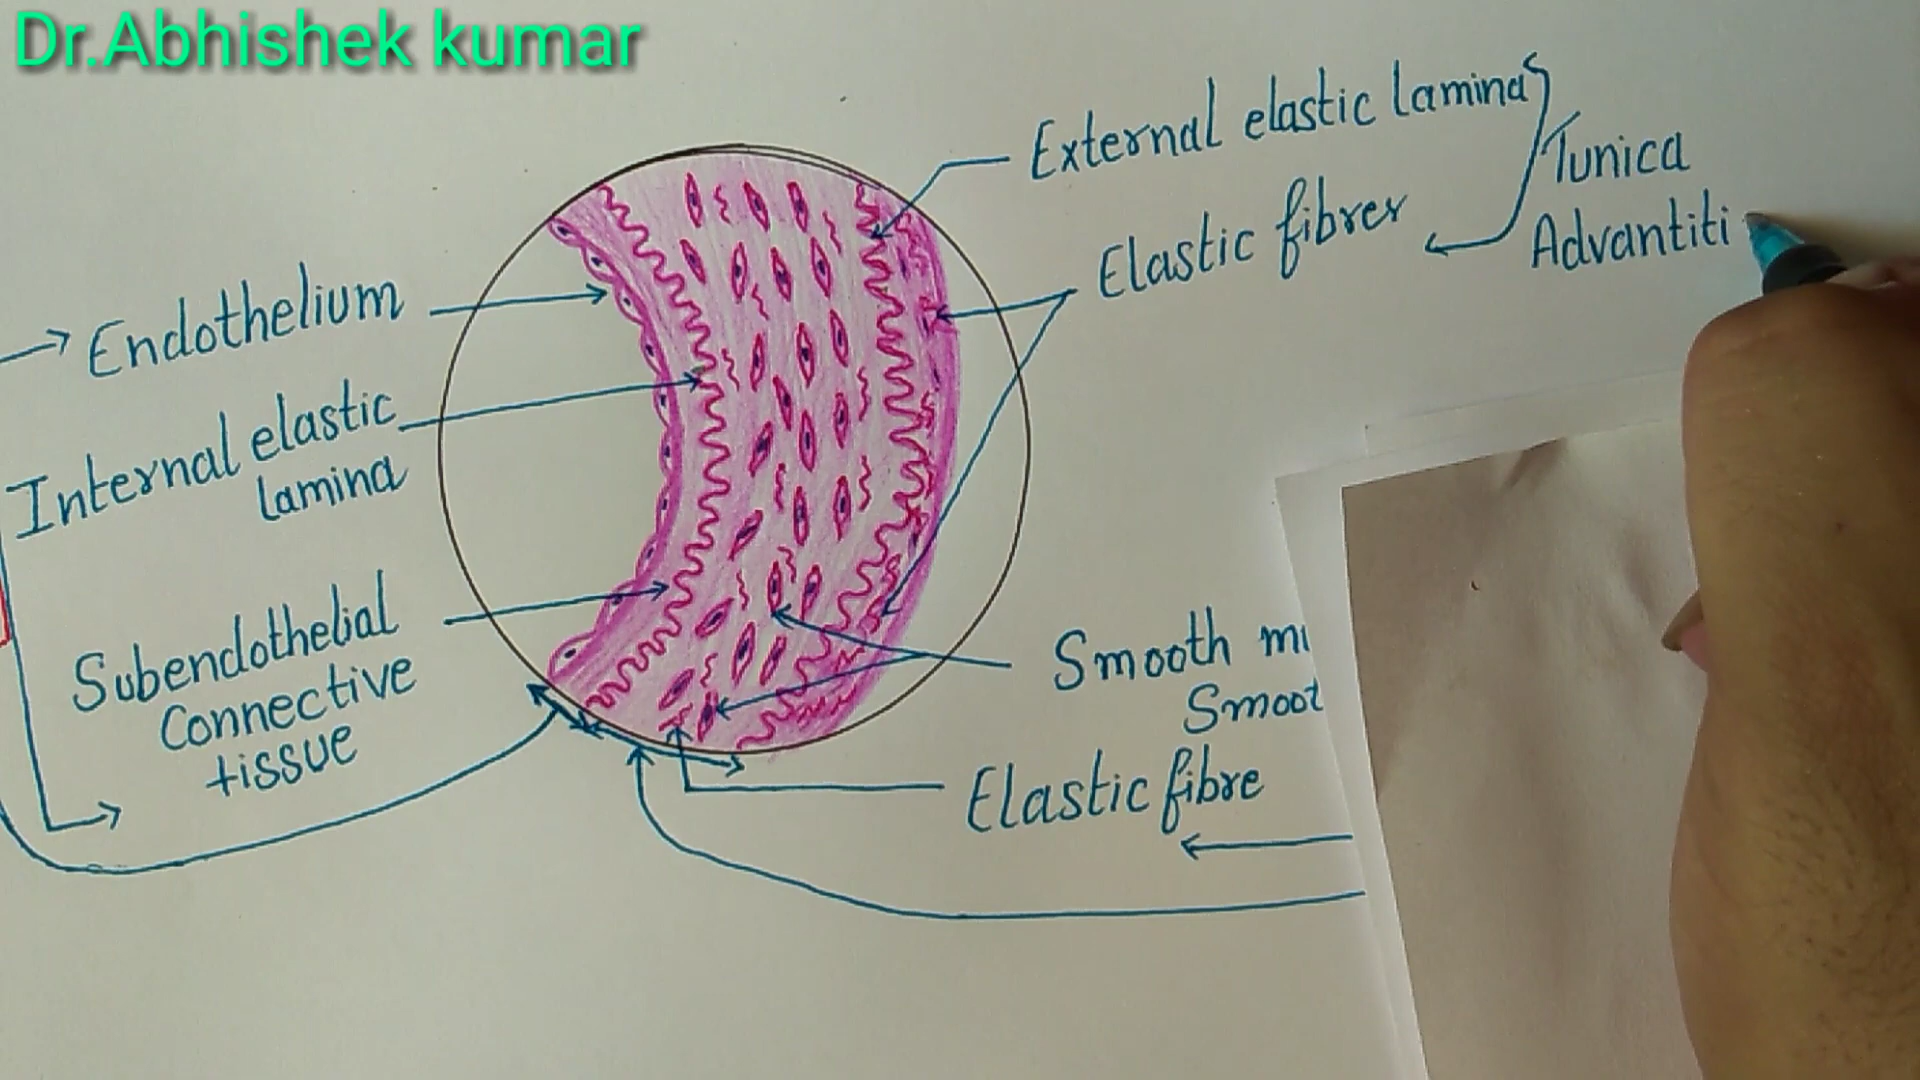 Dr.Abhishek kumar
External elastic lamina
Tunica
Advantiti
Elastic fibres
Endothelium
Internal elastic
lamina
Subendothelial
Connective
tissue
Smooth
Smoot
Elastic fibre